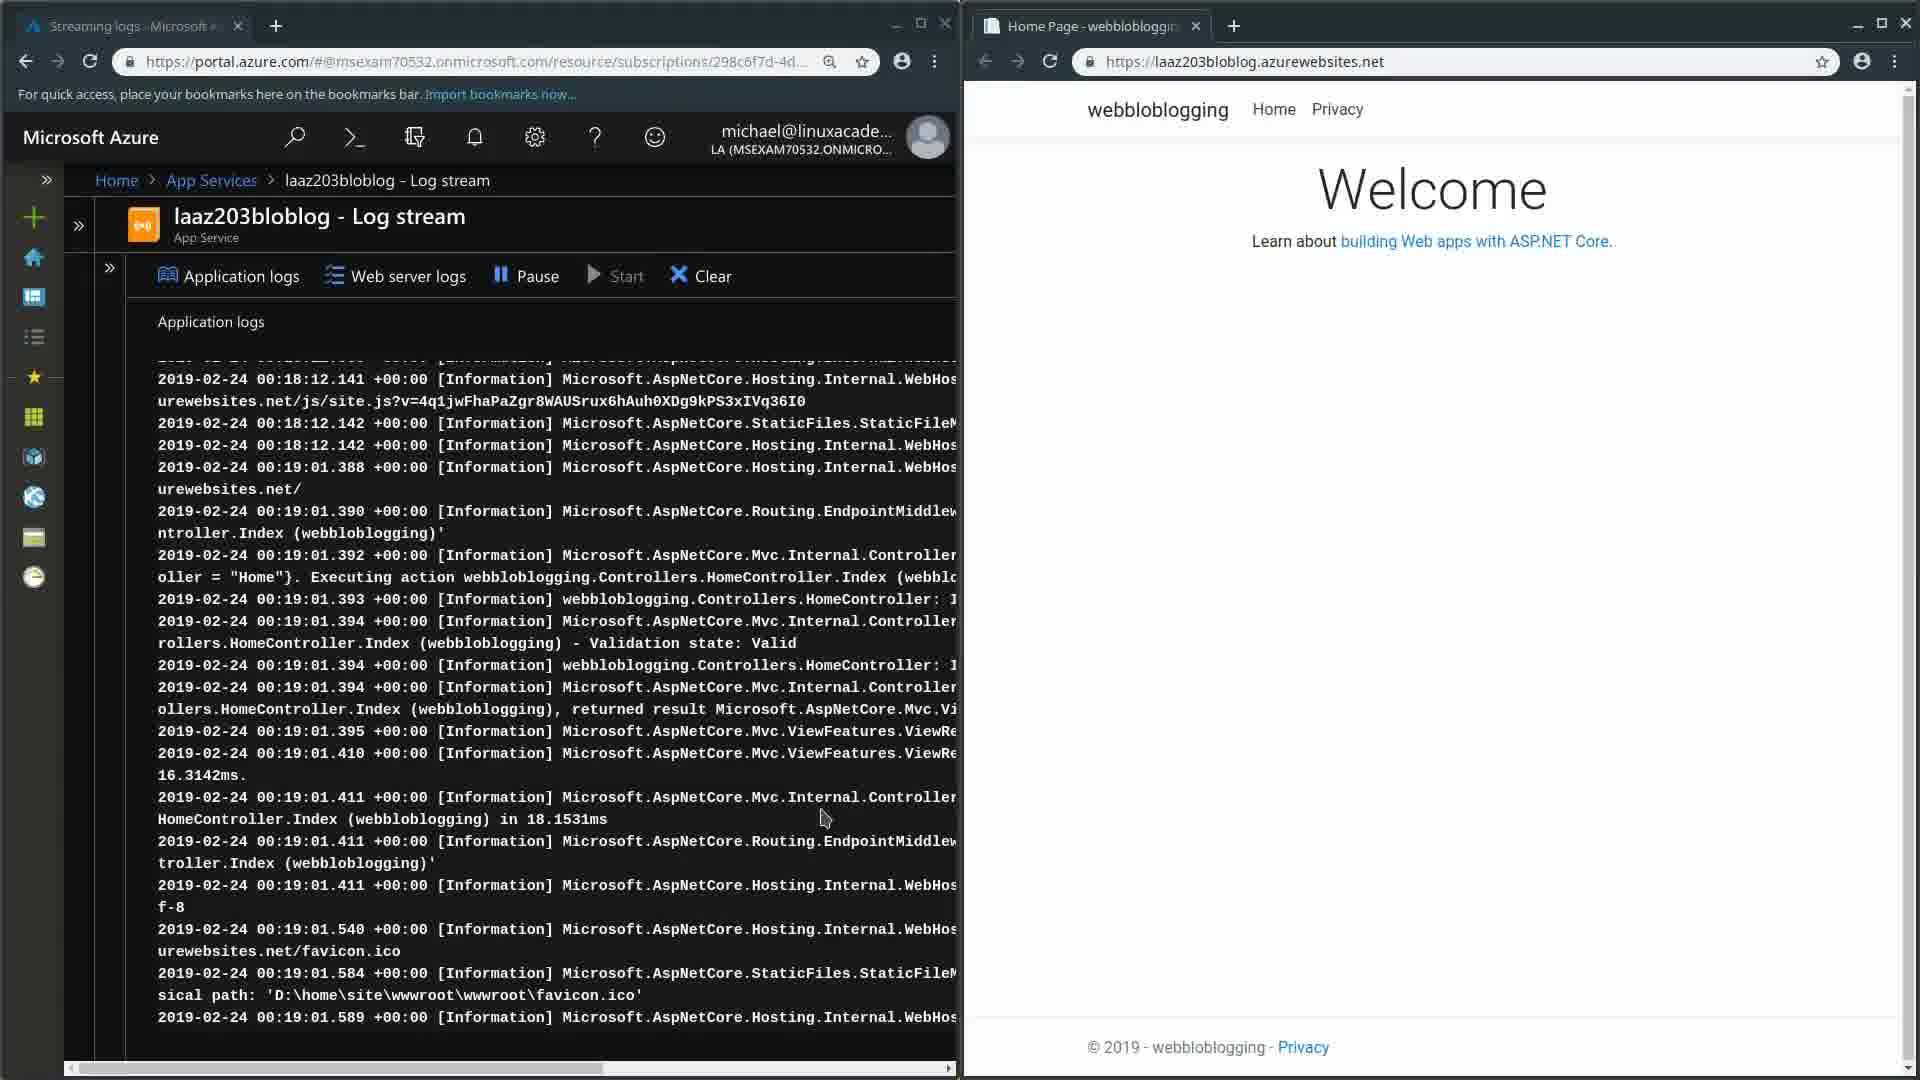 Streaming logs - Microsoft A
https://portal.azure.com/#@msexam70532.onmicrosoft.com/resource/subscriptions/298c6f7d-4d...
For quick access, place your bookmarks here on the bookmarks bar. Import bookmarks now...
Microsoft Azure
michael@linuxacade...
LA (MSEXAM70532.ONMICRO...
Home > App Services > laaz203bloblog - Log stream
laaz203bloblog - Log stream
App Service
Application logs
Web server logs
Pause
Start
Clear
Application logs
2019-02-24 00:18:12.141 +00:00 [Information] Microsoft.AspNetCore.Hosting.Internal.WebHos
urewebsites.net/js/site.js?v=4q1jwFhaPaZgr8WAUSrux6hAuh0XDg9kPS3xIVq36I0
2019-02-24 00:18:12.142 +00:00 [Information] Microsoft.AspNetCore.StaticFiles.StaticFileM
2019-02-24 00:18:12.142 +00:00 [Information] Microsoft.AspNetCore.Hosting.Internal.WebHos
2019-02-24 00:19:01.388 +00:00 [Information] Microsoft.AspNetCore.Hosting.Internal.WebHos
urewebsites.net/
2019-02-24 00:19:01.390 +00:00 [Information] Microsoft.AspNetCore.Routing.EndpointMiddlew
ntroller.Index (webbloblogging)'
2019-02-24 00:19:01.392 +00:00 [Information] Microsoft.AspNetCore.Mvc.Internal.Controller
oller = "Home"}. Executing action webbloblogging.Controllers.HomeController.Index (webblo
2019-02-24 00:19:01.393 +00:00 [Information] webbloblogging.Controllers.HomeController: I
2019-02-24 00:19:01.394 +00:00 [Information] Microsoft.AspNetCore.Mvc.Internal.Controller
rollers.HomeController.Index (webbloblogging) - Validation state: Valid
2019-02-24 00:19:01.394 +00:00 [Information] webbloblogging.Controllers.HomeController: I
2019-02-24 00:19:01.394 +00:00 [Information] Microsoft.AspNetCore.Mvc.Internal.Controller
ollers.HomeController.Index (webbloblogging), returned result Microsoft.AspNetCore.Mvc.Vi
2019-02-24 00:19:01.395 +00:00 [Information] Microsoft.AspNetCore.Mvc.ViewFeatures.ViewRe
2019-02-24 00:19:01.410 +00:00 [Information] Microsoft.AspNetCore.Mvc.ViewFeatures.ViewRe
16.3142ms.
2019-02-24 00:19:01.411 +00:00 [Information] Microsoft.AspNetCore.Mvc.Internal.Controller
HomeController.Index (webbloblogging) in 18.1531ms
2019-02-24 00:19:01.411 +00:00 [Information] Microsoft.AspNetCore.Routing.EndpointMiddlew
troller.Index (webbloblogging)'
2019-02-24 00:19:01.411 +00:00 [Information] Microsoft.AspNetCore.Hosting.Internal.WebHos
f-8
2019-02-24 00:19:01.540 +00:00 [Information] Microsoft.AspNetCore.Hosting.Internal.WebHos
urewebsites.net/favicon.ico
2019-02-24 00:19:01.584 +00:00 [Information] Microsoft.AspNetCore.StaticFiles.StaticFileM
sical path: 'D:\home\site\wwwroot\wwwroot\favicon.ico'
2019-02-24 00:19:01.589 +00:00 [Information] Microsoft.AspNetCore.Hosting.Internal.WebHos
Home Page - webbloblogging
https://laaz203bloblog.azurewebsites.net
webbloblogging Home Privacy
Welcome
Learn about building Web apps with ASP.NET Core.
© 2019 - webbloblogging - Privacy